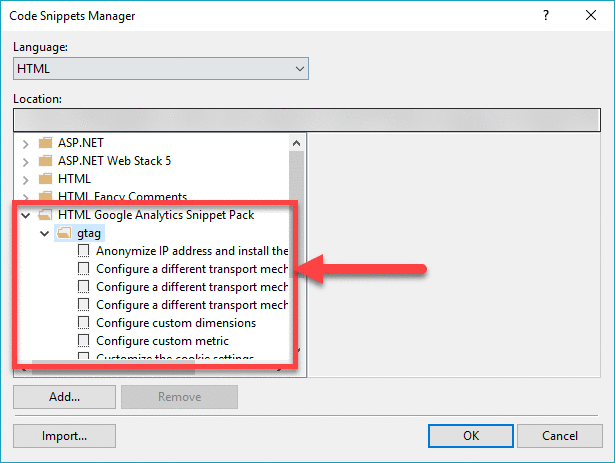 Code Snippets Manager
?
Language:
HTML
Location:
ASP.NET
ASP.NET Web Stack 5
HTML
HTML Fancy Comments
HTML Google Analytics Snippet Pack
gtag
Anonymize IP address and install the
Configure a different transport mech
Configure a different transport mech
Configure a different transport mech
Configure custom dimensions
Configure custom metric
Customize the cookie settings
Add...
Remove
Import...
OK
Cancel